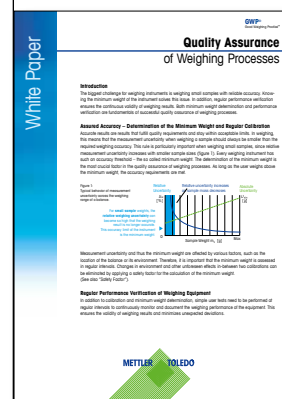 GWP®
Good Weighing Practice™
White Paper
Quality Assurance
of Weighing Processes
Introduction
The biggest challenge for weighing instruments is weighing small samples with reliable accuracy. Know-
ing the minimum weight of the instrument solves this issue. In addition, regular performance verification
ensures the continuous validity of weighing results. Both minimum weight determination and performance
verification are fundamentals of successful quality assurance of weighing processes.
Assured Accuracy – Determination of the Minimum Weight and Regular Calibration
Accurate results are results that fulfill quality requirements and stay within acceptable limits. In weighing,
this means that the measurement uncertainty when weighing a sample should always be smaller than the
required weighing accuracy. This rule is particularly important when weighing small samples, since relative
measurement uncertainty increases with smaller sample sizes (figure 1). Every weighing instrument has
such an accuracy threshold - the so called minimum weight. The determination of the minimum weight is
the most crucial factor in the quality assurance of weighing processes. As long as the user weighs above
the minimum weight, the accuracy requirements are met.
Figure 1:
Typical behavior of measurement
uncertainty across the weighing
range of a balance.
For small sample weights, the
relative weighing uncertainty can
become so high that the weighing
result is no longer accurate.
This accuracy limit of the instrument
is the minimum weight.
Relative
uncertainty
[%]
Relative uncertainty increases
as sample mass decreases
Absolute
uncertainty
[g]
0
Sample Weight m [g]
Max
Measurement uncertainty and thus the minimum weight are affected by various factors, such as the
location of the balance or its environment. Therefore, it is important that the minimum weight is assessed
in regular intervals. Changes in environment and other unforeseen effects in-between two calibrations can
be eliminated by applying a safety factor for the calculation of the minimum weight.
(See also "Safety Factor").
Regular Performance Verification of Weighing Equipment
In addition to calibration and minimum weight determination, simple user tests need to be performed at
regular intervals to continuously monitor and document the weighing performance of the equipment. This
ensures the validity of weighing results and minimizes unexpected deviations.
METTLER TOLEDO